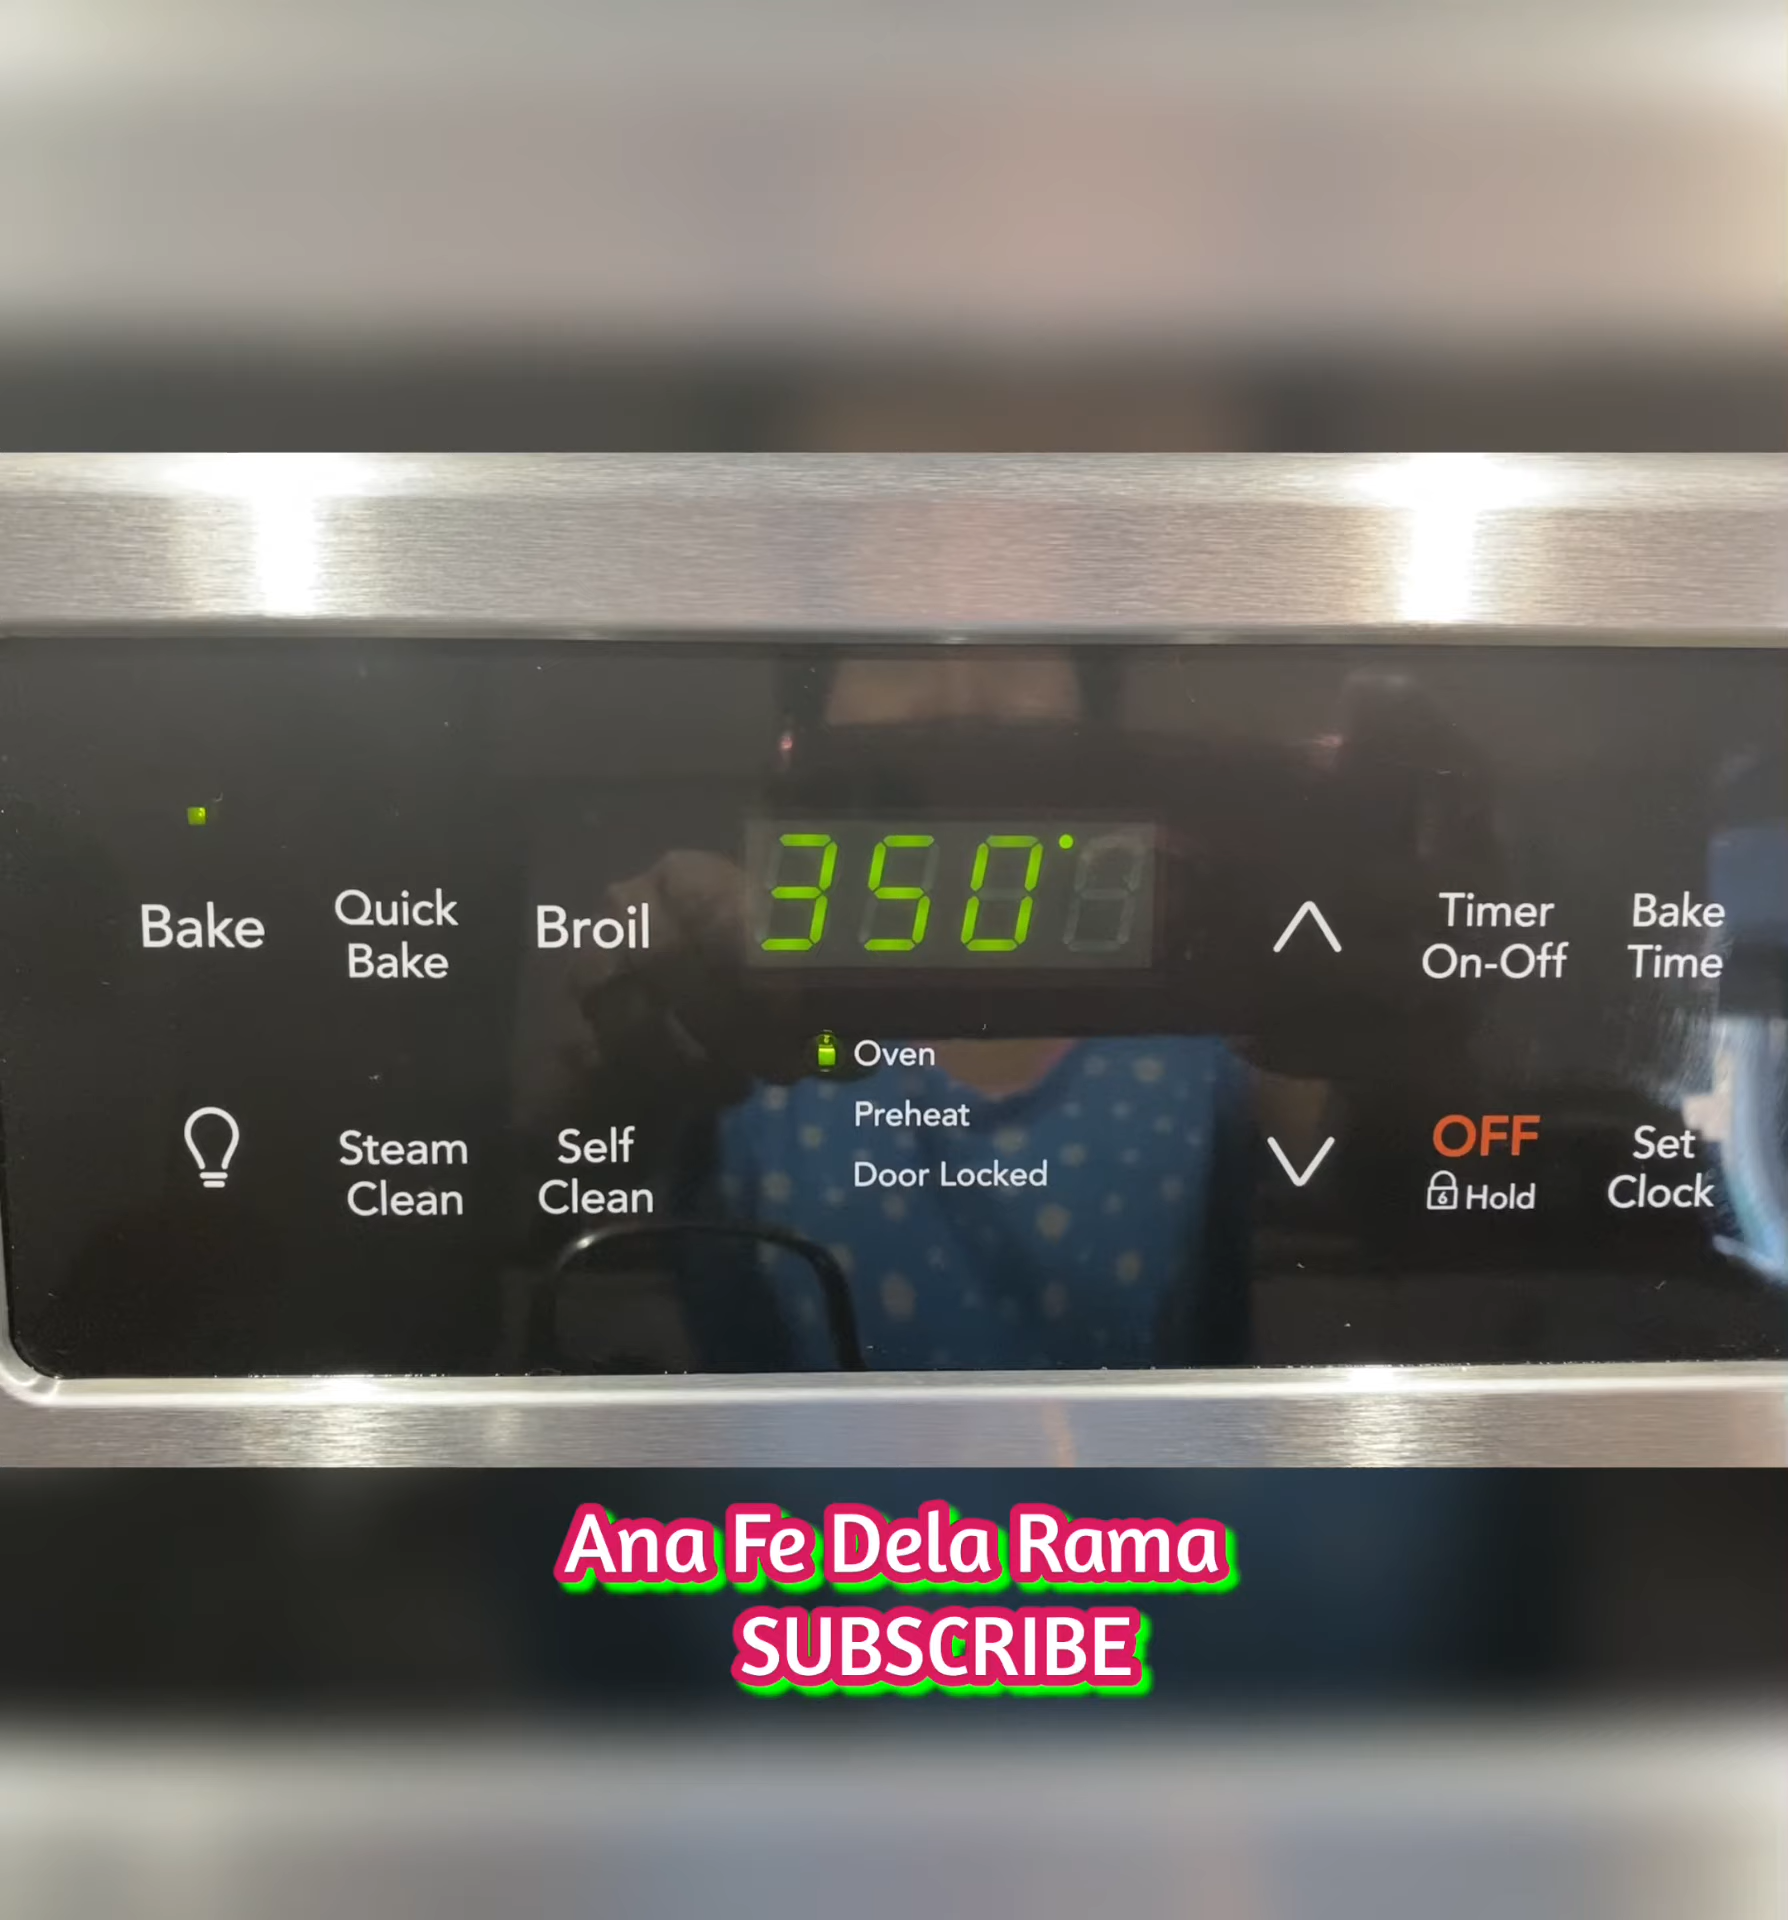 350°
Bake
Quick
Bake
Broil
Timer
On-Off
Bake
Time
Oven
Preheat
Door Locked
Steam
Clean
Self
Clean
OFF
6 Hold
Set
Clock
Ana Fe Dela Rama
SUBSCRIBE